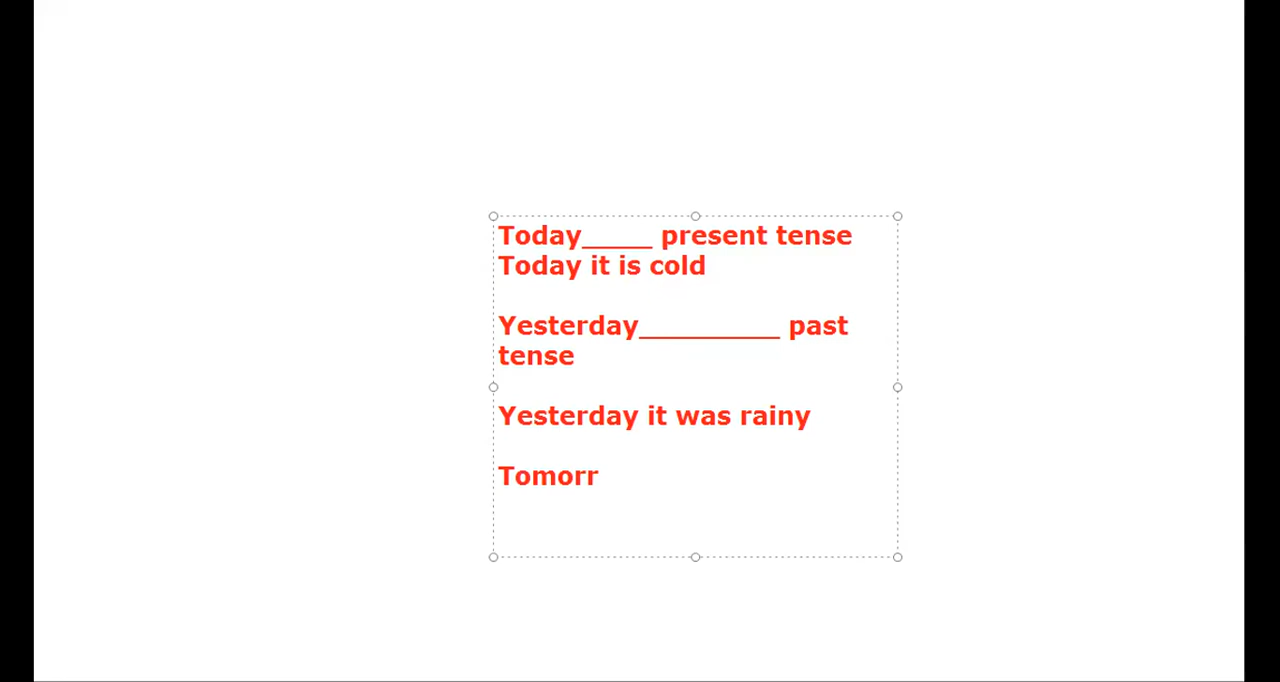 Today_____ present tense
Today it is cold
Yesterday__________ past
tense
Yesterday it was rainy
Tomorr